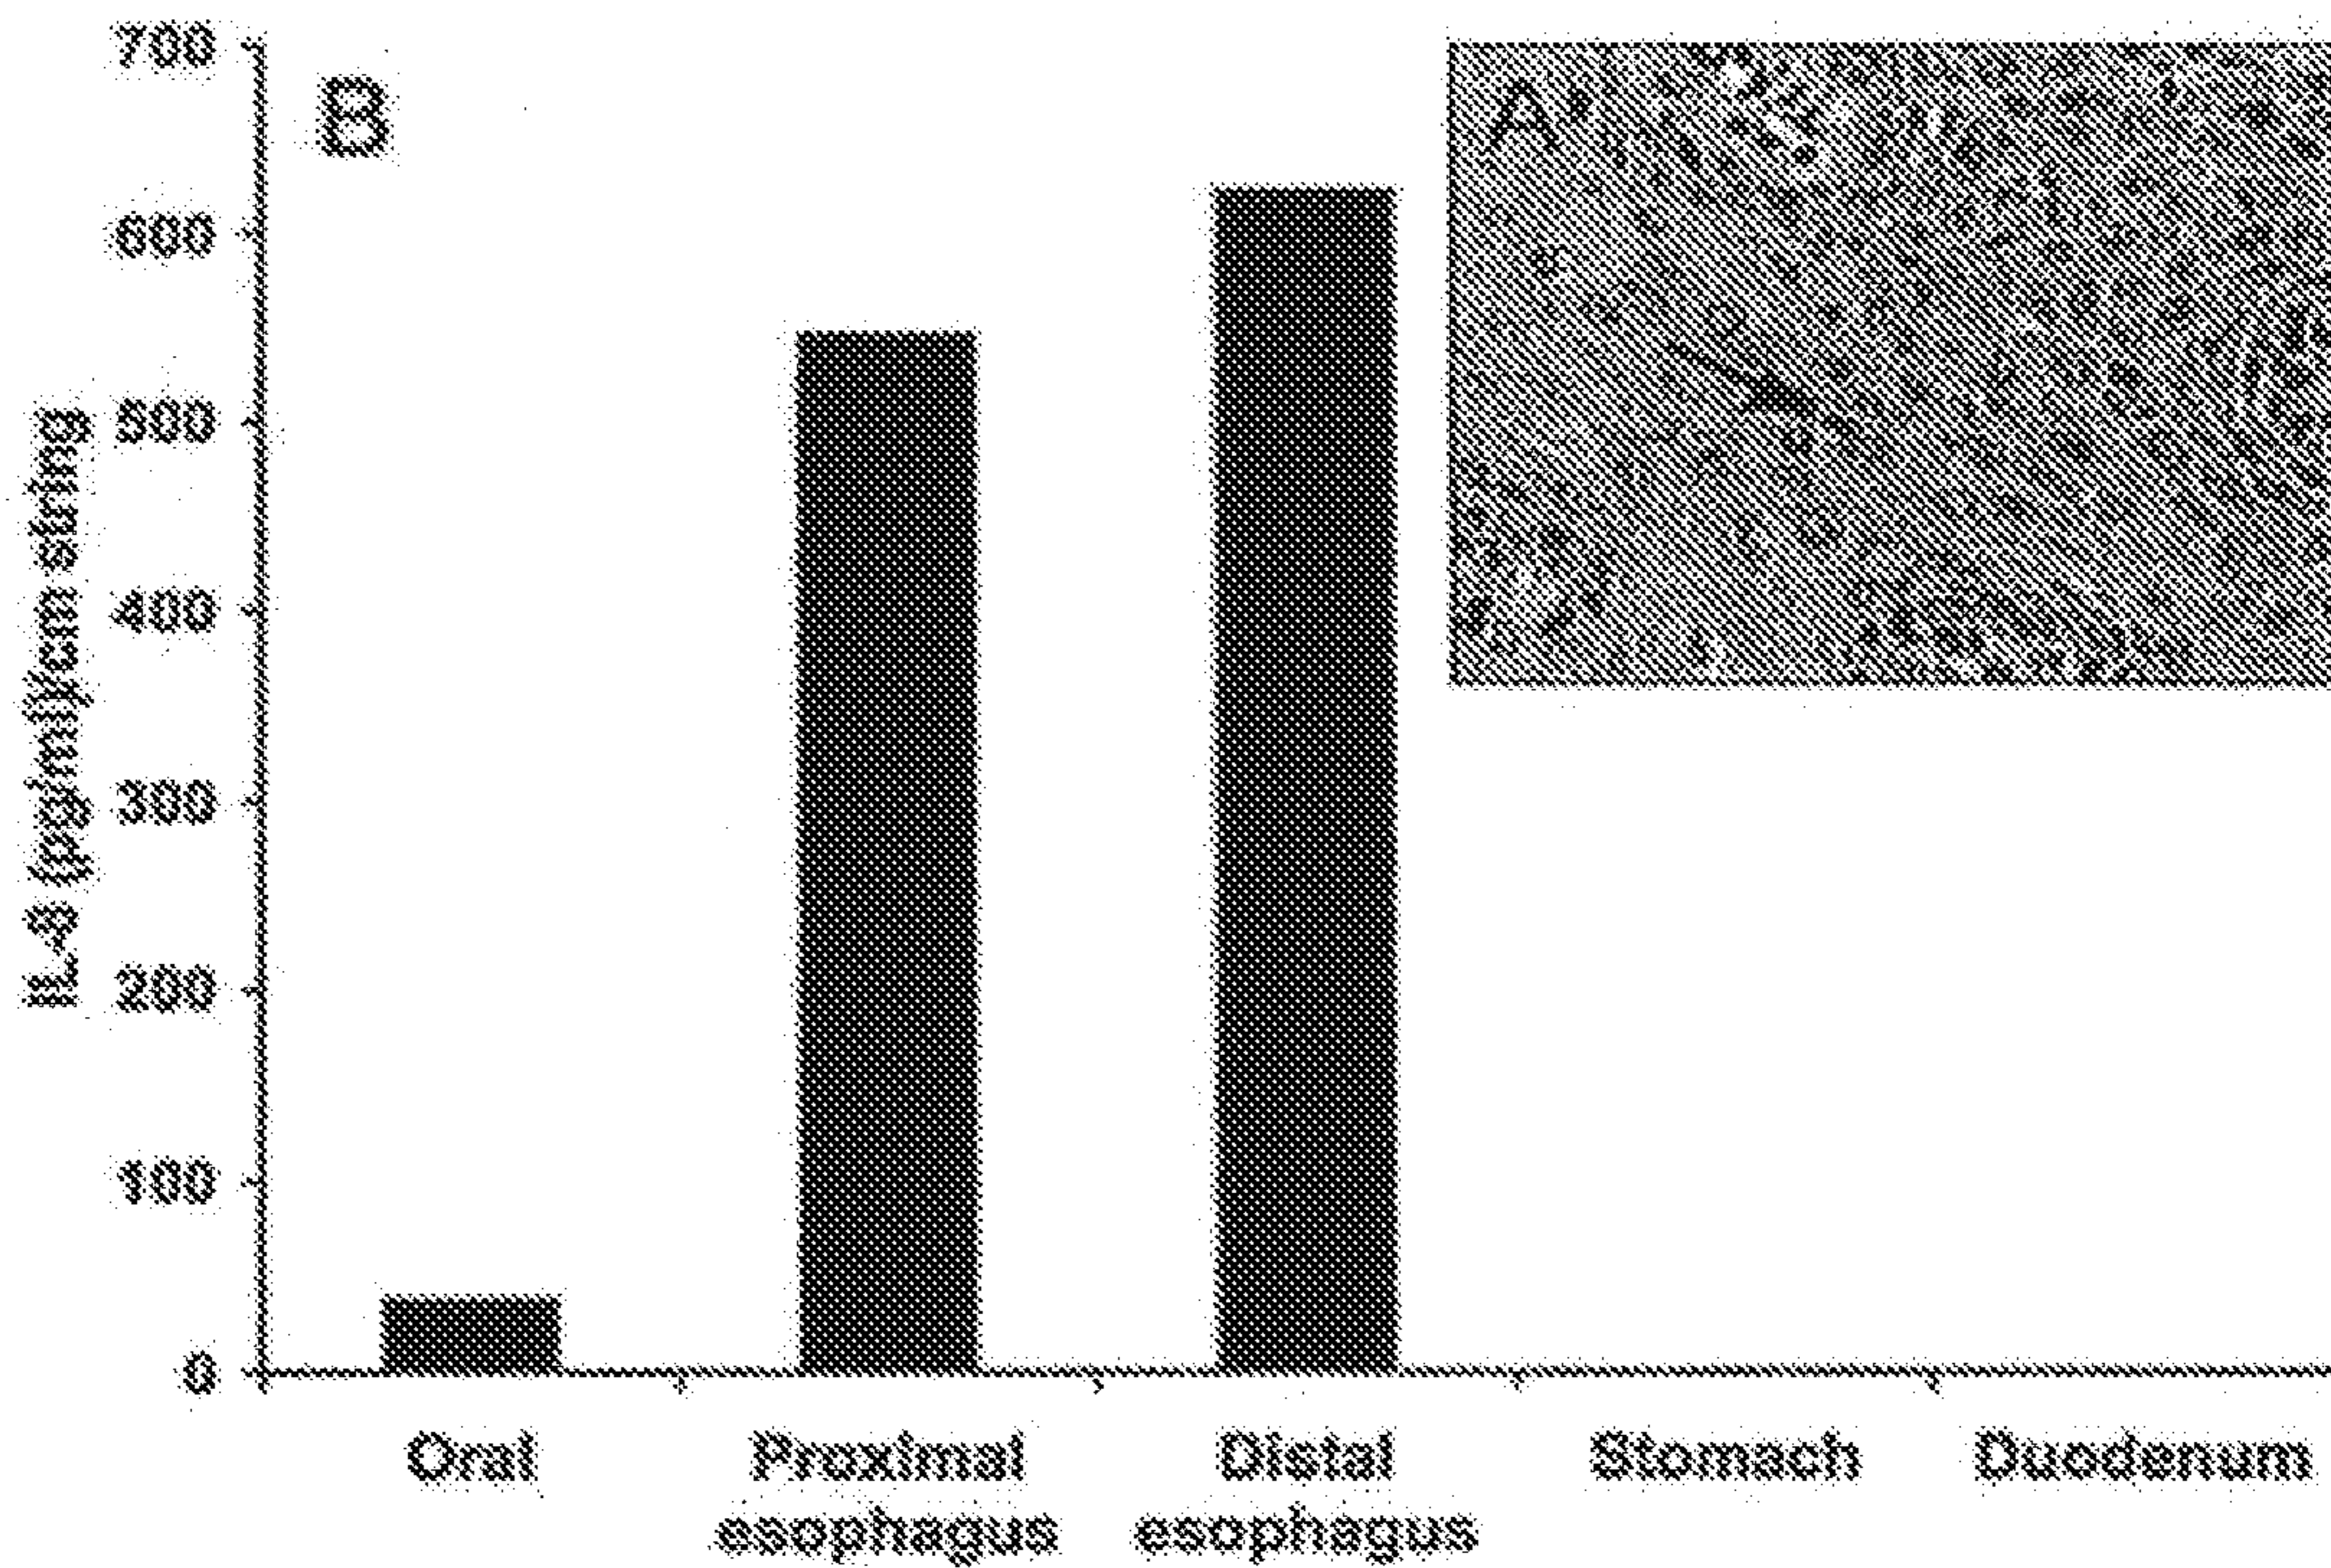 B
A'
700
600
500
400
300
200
100
0
IL-8 (pg/ml)/cm string
Oral
Proximal esophagus
Distal esophagus
Stomach
Duodenum